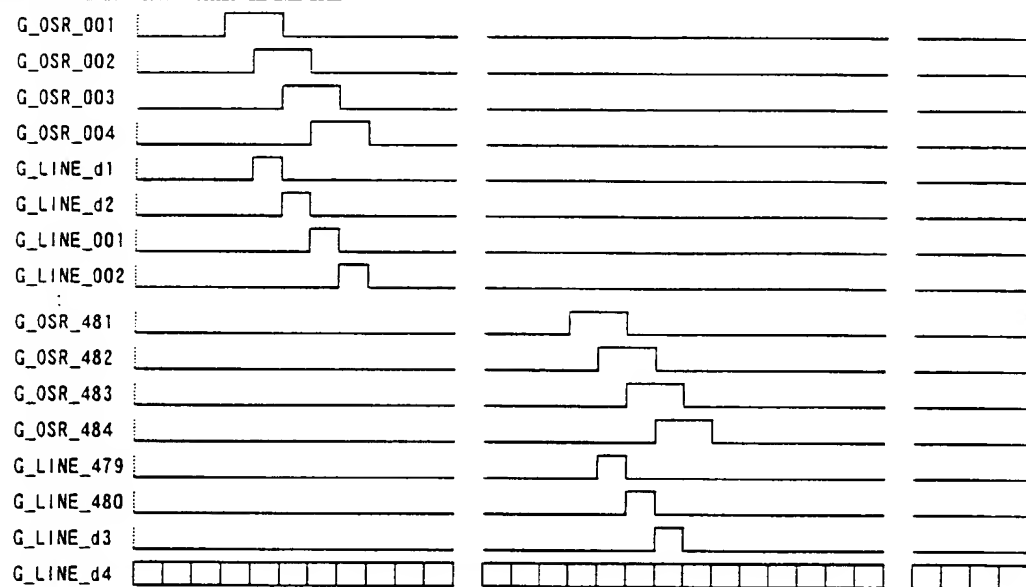 G_OSR_001
G_OSR_002
G_OSR_003
G_OSR_004
G_LINE_d1
G_LINE_d2
G_LINE_001
G_LINE_002
:
G_OSR_481
G_OSR_482
G_OSR_483
G_OSR_484
G_LINE_479
G_LINE_480
G_LINE_d3
G_LINE_d4